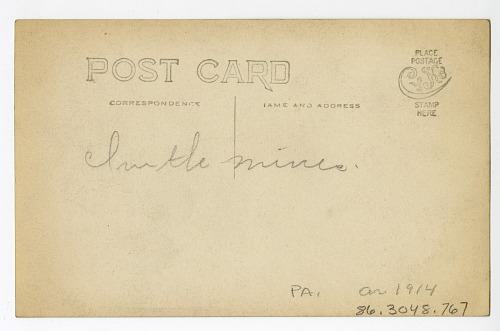 POST CARD
PLACE
POSTAGE
STAMP
HERE
CORRESPONDENCE
NAME AND ADDRESS
In the mines.
PA.
ca. 1914
86.3048.767